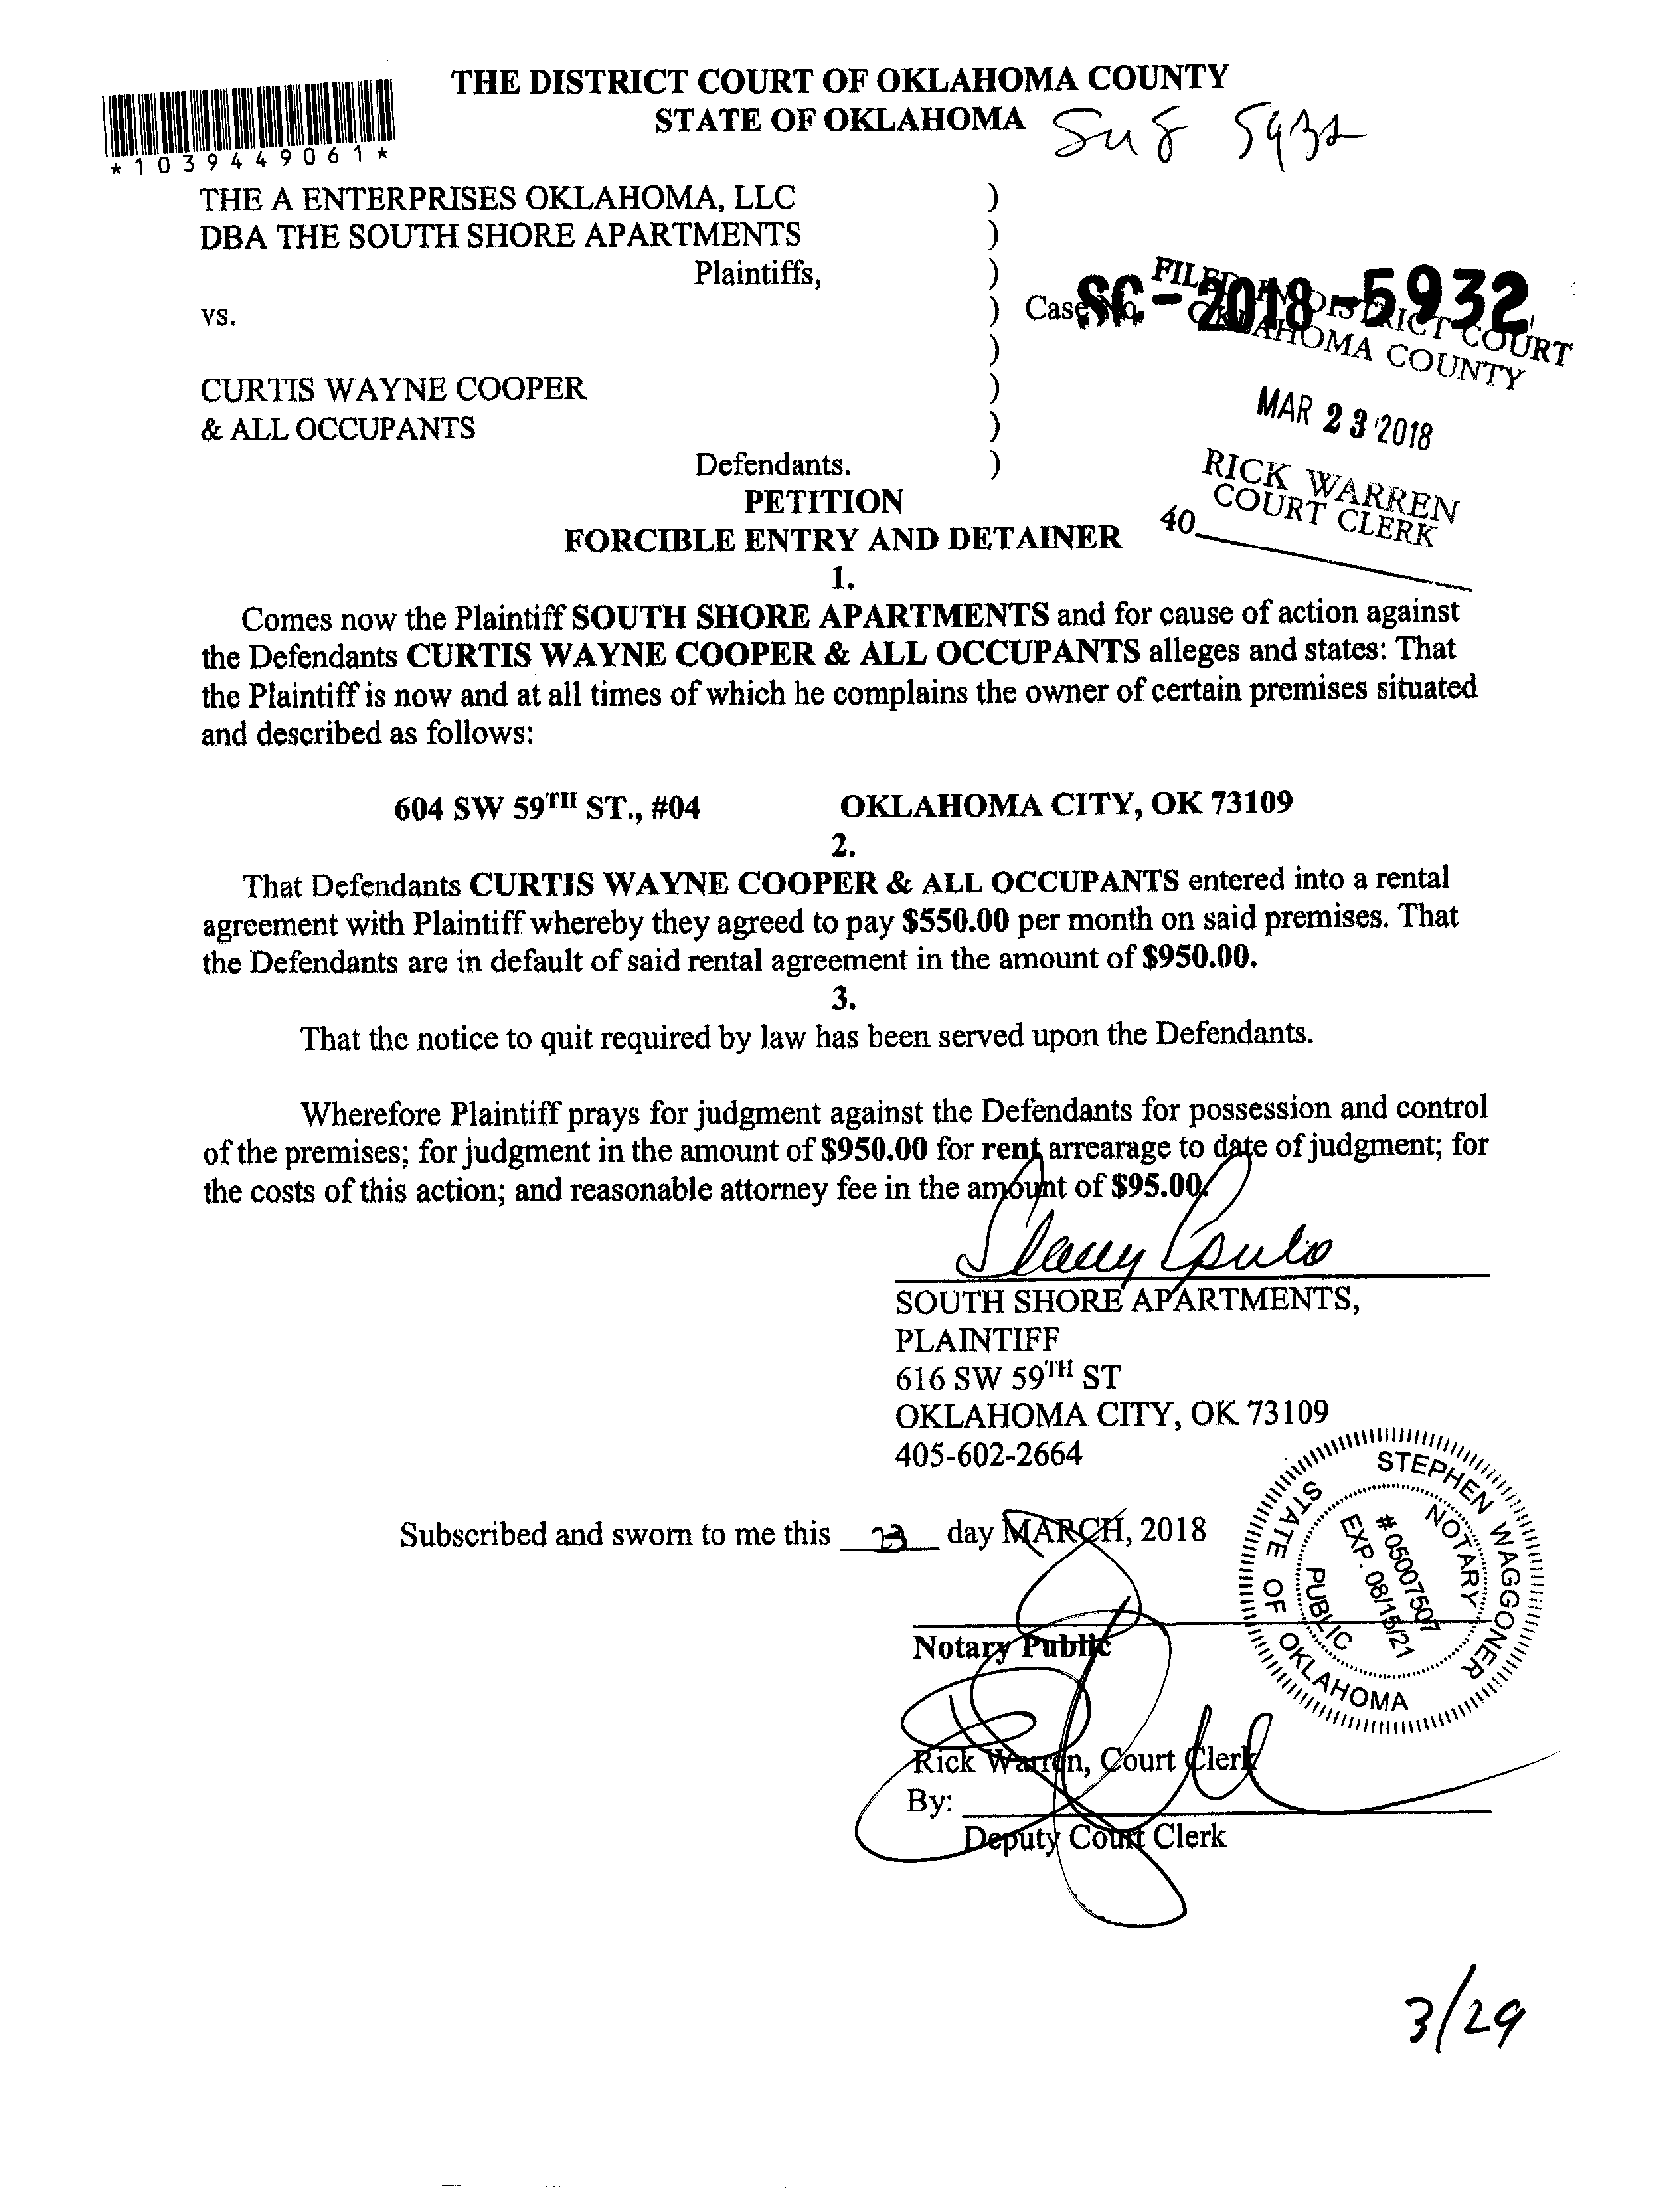 THE DISTRICT COURT OF OKLAHOMA COUNTY
STATE OF OKLAHOMA
5932
*1039449061*
THE A ENTERPRISES OKLAHOMA, LLC )
DBA THE SOUTH SHORE APARTMENTS )
Plaintiffs, )
vs. ) Case No. SC-2018-5932
)
FILED IN DISTRICT COURT
OKLAHOMA COUNTY
CURTIS WAYNE COOPER )
& ALL OCCUPANTS )
MAR 23 2018
Defendants. )
RICK WARREN
COURT CLERK
40
PETITION
FORCIBLE ENTRY AND DETAINER
1.
Comes now the Plaintiff SOUTH SHORE APARTMENTS and for cause of action against
the Defendants CURTIS WAYNE COOPER & ALL OCCUPANTS alleges and states: That
the Plaintiff is now and at all times of which he complains the owner of certain premises situated
and described as follows:
604 SW 59TH ST., #04 OKLAHOMA CITY, OK 73109
2.
That Defendants CURTIS WAYNE COOPER & ALL OCCUPANTS entered into a rental
agreement with Plaintiff whereby they agreed to pay $550.00 per month on said premises. That
the Defendants are in default of said rental agreement in the amount of $950.00.
3.
That the notice to quit required by law has been served upon the Defendants.
Wherefore Plaintiff prays for judgment against the Defendants for possession and control
of the premises; for judgment in the amount of $950.00 for rent arrearage to date of judgment; for
the costs of this action; and reasonable attorney fee in the amount of $95.00.
SOUTH SHORE APARTMENTS,
PLAINTIFF
616 SW 59TH ST
OKLAHOMA CITY, OK 73109
405-602-2664
Subscribed and sworn to me this 23 day MARCH, 2018
STEPHEN WAGGONER
NOTARY
# 05007507
EXP. 08/15/21
PUBLIC
STATE OF OKLAHOMA
Notary Public
Rick Warren, Court Clerk
By:
Deputy Court Clerk
3/29